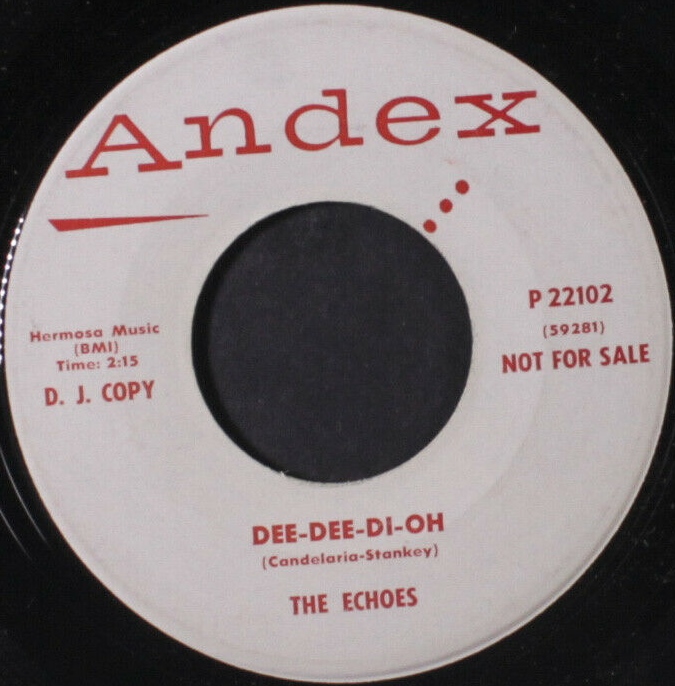 Andex
Hermosa Music
(BMI)
Time: 2:15
D. J. COPY
P 22102
(59281)
NOT FOR SALE
DEE-DEE-DI-OH
(Candelaria-Stankey)
THE ECHOES